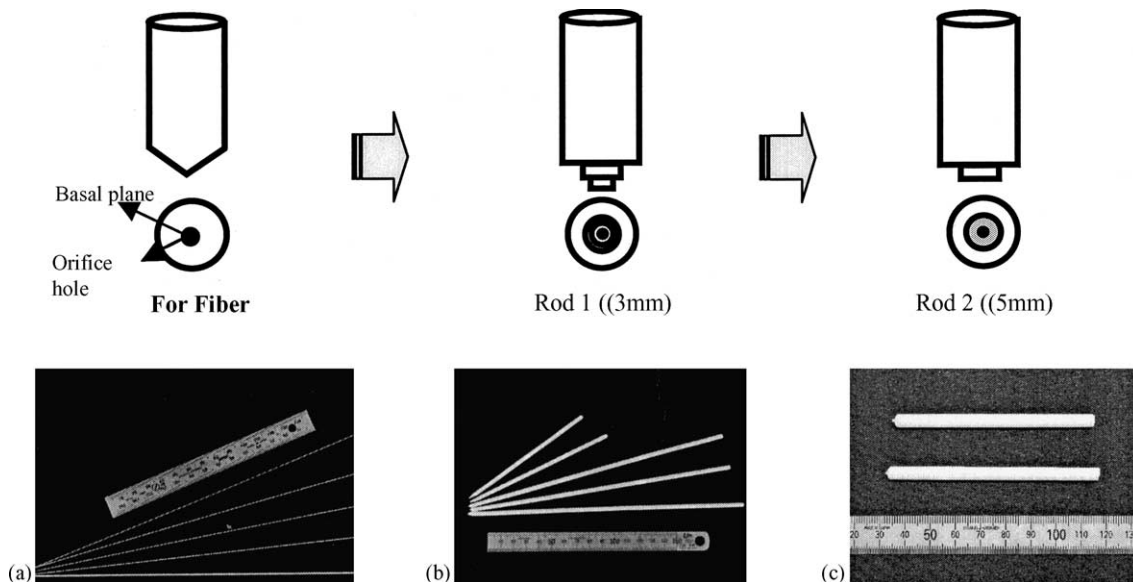 Basal plane
Orifice
hole
For Fiber
Rod 1 ((3mm)
Rod 2 ((5mm)
(a)
(b)
(c)
30 40 50 60 70 80 90 100 110 120